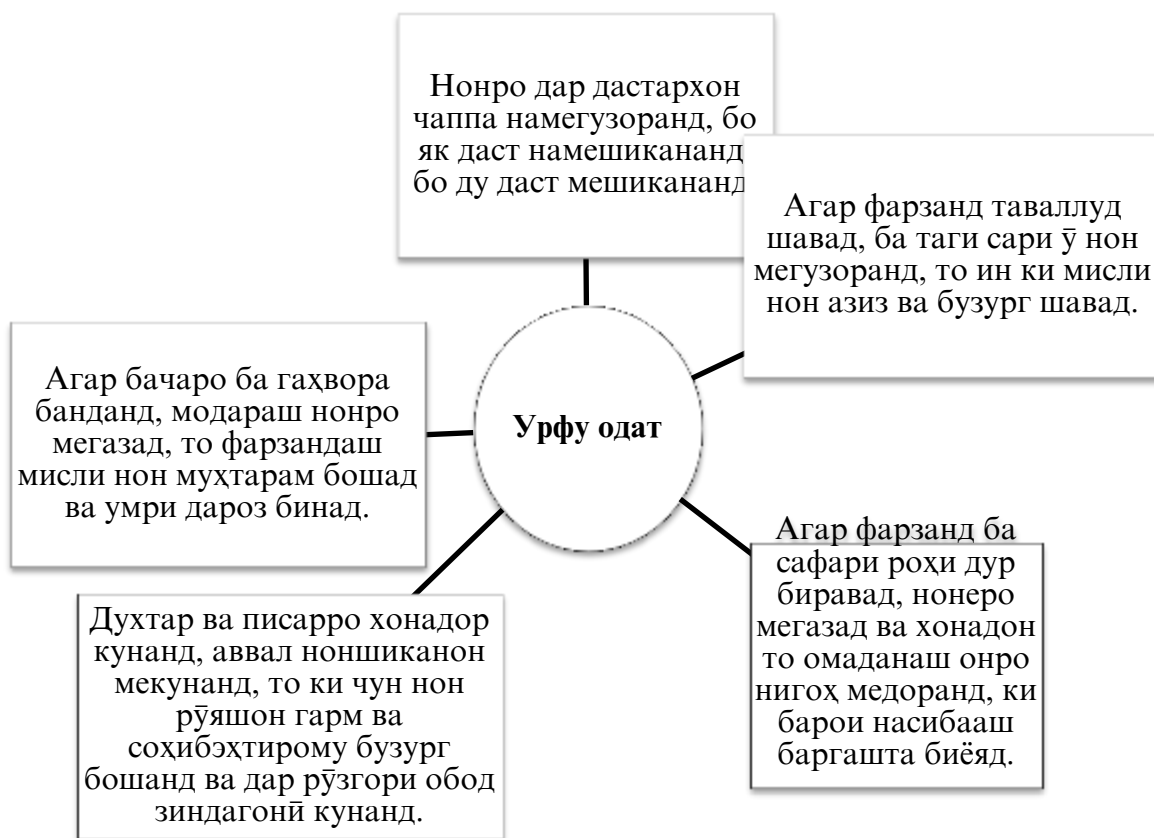 Нонро дар дастархон
чаппа намегузоранд, бо
як даст намешикананд
бо ду даст мешикананд
Агар фарзанд таваллуд
шавад, ба таги сари ӯ нон
мегузоранд, то ин ки мисли
нон азиз ва бузург шавад.
Агар бачаро ба гаҳвора
банданд, модараш нонро
мегазад, то фарзандаш
мисли нон муҳтарам бошад
ва умри дароз бинад.
Урфу одат
Агар фарзанд ба
сафари роҳи дур
биравад, нонеро
мегазад ва хонадон
то омаданаш онро
нигоҳ медоранд, ки
барои насибааш
баргашта биёяд.
Духтар ва писарро хонадор
кунанд, аввал ноншиканон
мекунанд, то ки чун нон
рӯяшон гарм ва
соҳибэҳтирому бузург
бошанд ва дар рӯзгори обод
зиндагонӣ кунанд.